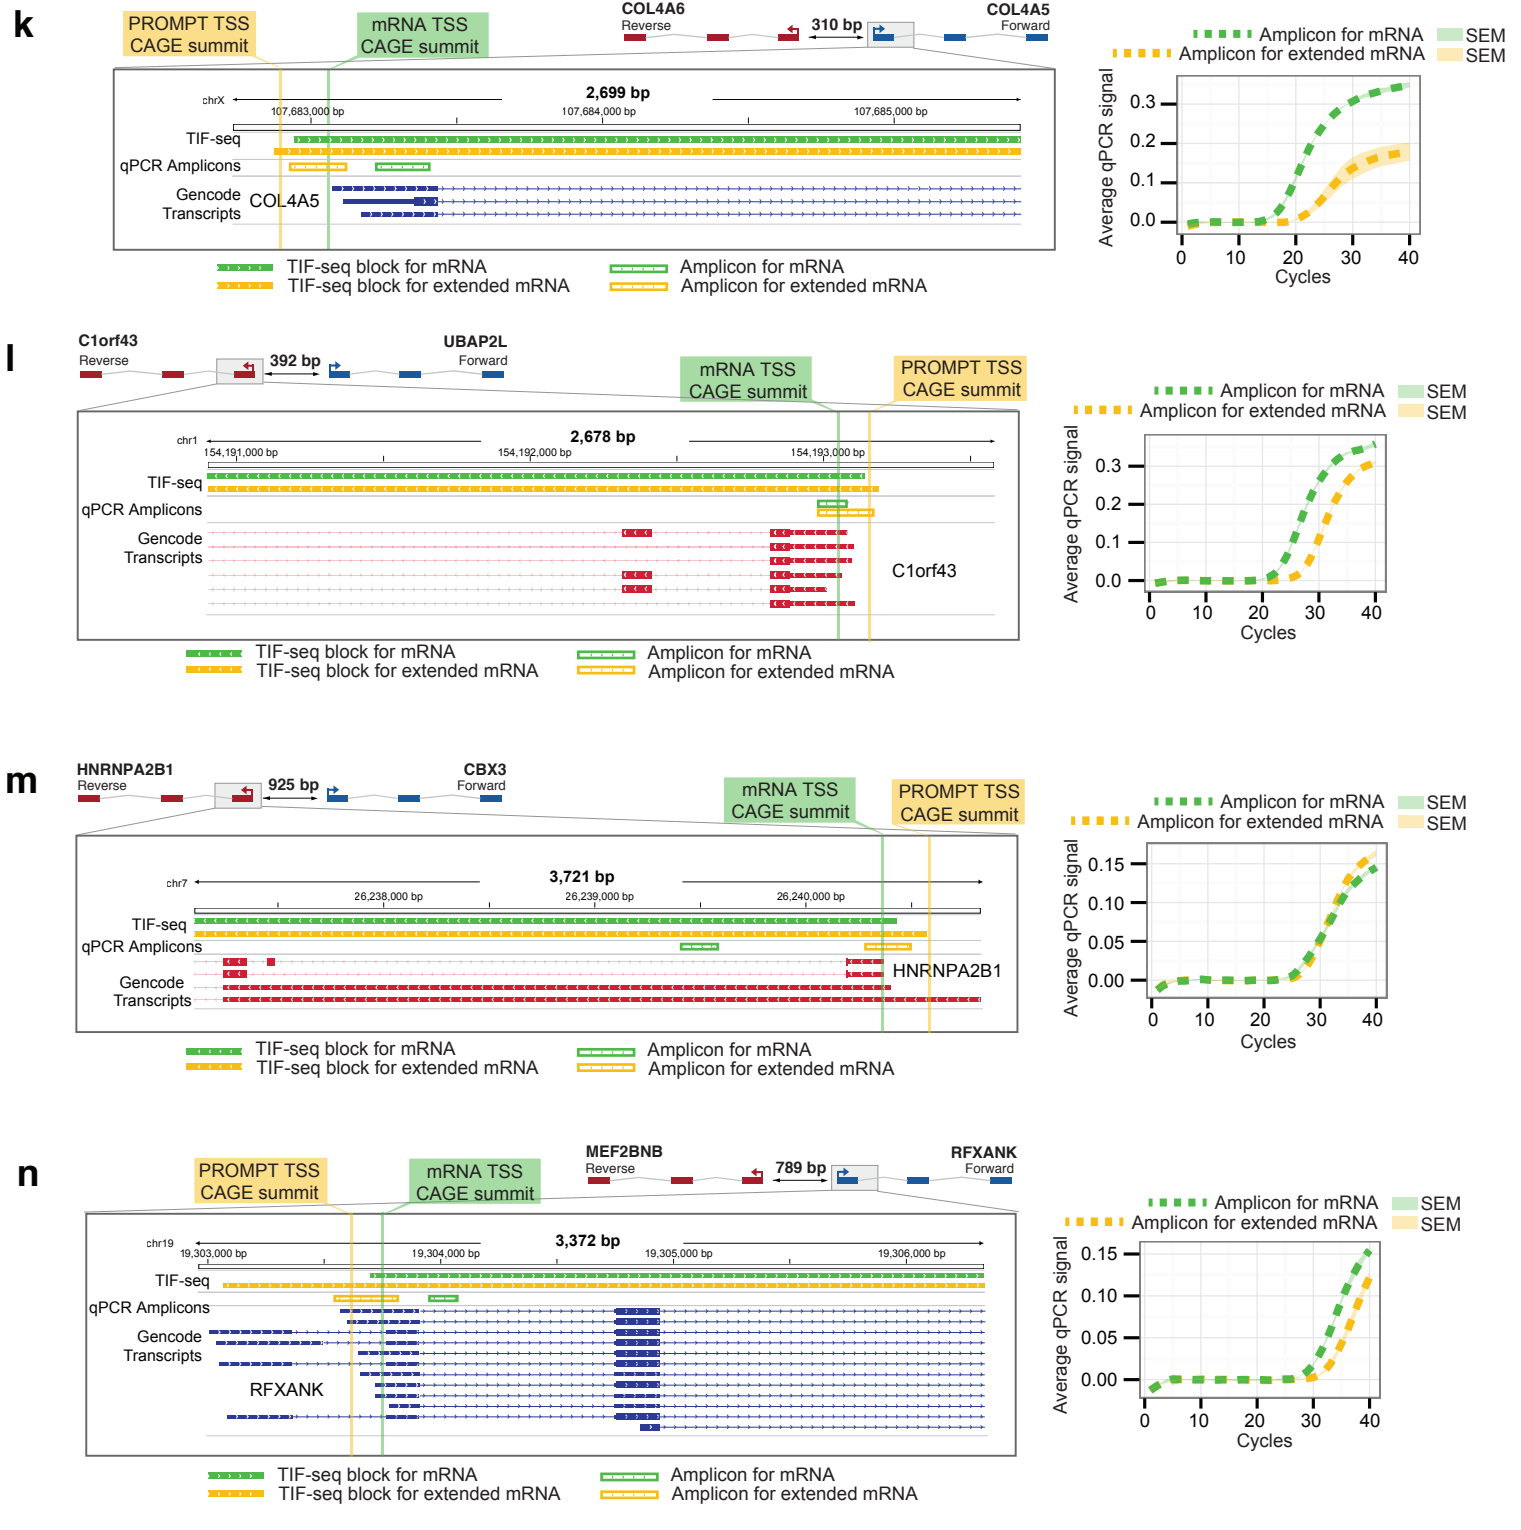 k
PROMPT TSS
CAGE summit
mRNA TSS
CAGE summit
COL4A6
Reverse
310 bp
COL4A5
Forward
chrX
2,699 bp
107,683,000 bp
107,684,000 bp
107,685,000 bp
TIF-seq
qPCR Amplicons
Gencode
Transcripts
COL4A5
TIF-seq block for mRNA
TIF-seq block for extended mRNA
Amplicon for mRNA
Amplicon for extended mRNA
Amplicon for mRNA
SEM
Amplicon for extended mRNA
SEM
Average qPCR signal
0.3
0.2
0.1
0.0
0 10 20 30 40
Cycles
l
C1orf43
Reverse
392 bp
UBAP2L
Forward
mRNA TSS
CAGE summit
PROMPT TSS
CAGE summit
chr1
2,678 bp
154,191,000 bp
154,192,000 bp
154,193,000 bp
TIF-seq
qPCR Amplicons
Gencode
Transcripts
C1orf43
TIF-seq block for mRNA
TIF-seq block for extended mRNA
Amplicon for mRNA
Amplicon for extended mRNA
Amplicon for mRNA
SEM
Amplicon for extended mRNA
SEM
Average qPCR signal
0.3
0.2
0.1
0.0
0 10 20 30 40
Cycles
m
HNRNPA2B1
Reverse
925 bp
CBX3
Forward
mRNA TSS
CAGE summit
PROMPT TSS
CAGE summit
chr7
3,721 bp
26,238,000 bp
26,239,000 bp
26,240,000 bp
TIF-seq
qPCR Amplicons
Gencode
Transcripts
HNRNPA2B1
TIF-seq block for mRNA
TIF-seq block for extended mRNA
Amplicon for mRNA
Amplicon for extended mRNA
Amplicon for mRNA
SEM
Amplicon for extended mRNA
SEM
Average qPCR signal
0.15
0.10
0.05
0.00
0 10 20 30 40
Cycles
n
PROMPT TSS
CAGE summit
mRNA TSS
CAGE summit
MEF2BNB
Reverse
789 bp
RFXANK
Forward
chr19
3,372 bp
19,303,000 bp
19,304,000 bp
19,305,000 bp
19,306,000 bp
TIF-seq
qPCR Amplicons
Gencode
Transcripts
RFXANK
TIF-seq block for mRNA
TIF-seq block for extended mRNA
Amplicon for mRNA
Amplicon for extended mRNA
Amplicon for mRNA
SEM
Amplicon for extended mRNA
SEM
Average qPCR signal
0.15
0.10
0.05
0.00
0 10 20 30 40
Cycles